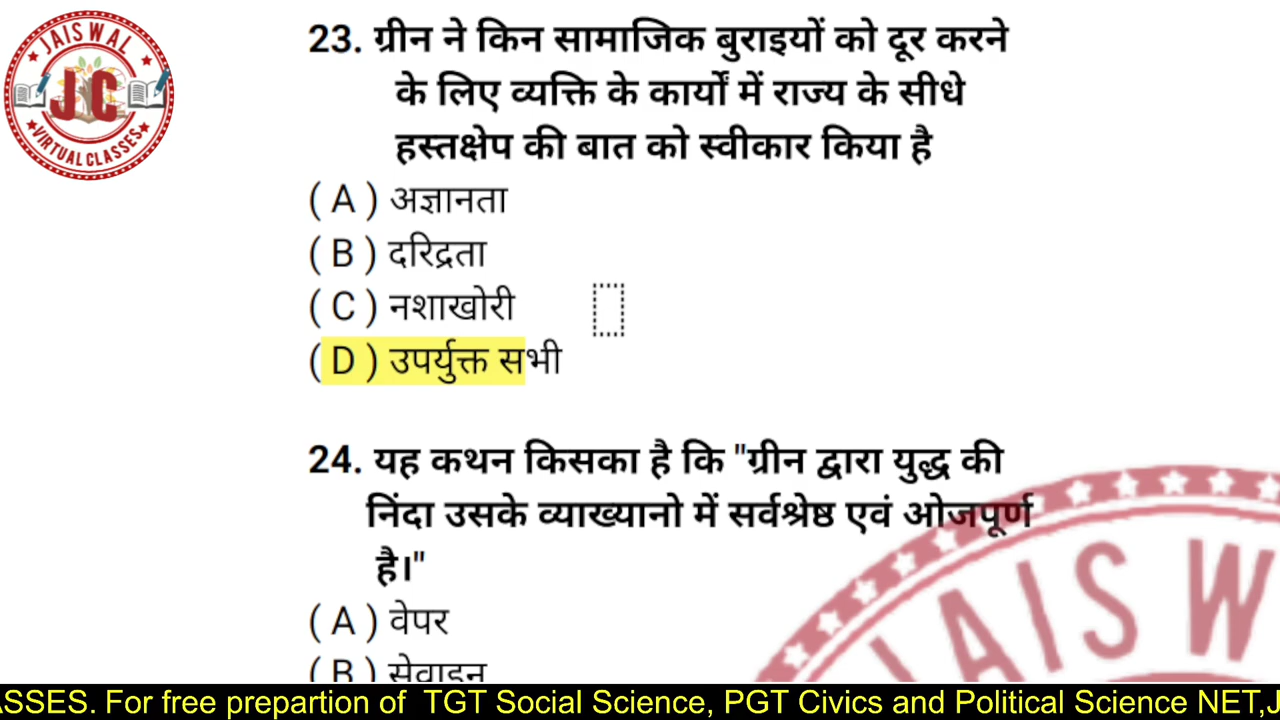 JAISWAL
JC
VIRTUAL CLASSES
23. ग्रीन ने किन सामाजिक बुराइयों को दूर करने
के लिए व्यक्ति के कार्यों में राज्य के सीधे
हस्तक्षेप की बात को स्वीकार किया है
( A ) अज्ञानता
( B ) दरिद्रता
( C ) नशाखोरी
( D ) उपर्युक्त सभी
24. यह कथन किसका है कि "ग्रीन द्वारा युद्ध की
निंदा उसके व्याख्यानो में सर्वश्रेष्ठ एवं ओजपूर्ण
है।"
( A ) वेपर
( B ) सेवाइन
JAISW
ASSES. For free prepartion of TGT Social Science, PGT Civics and Political Science NET,J